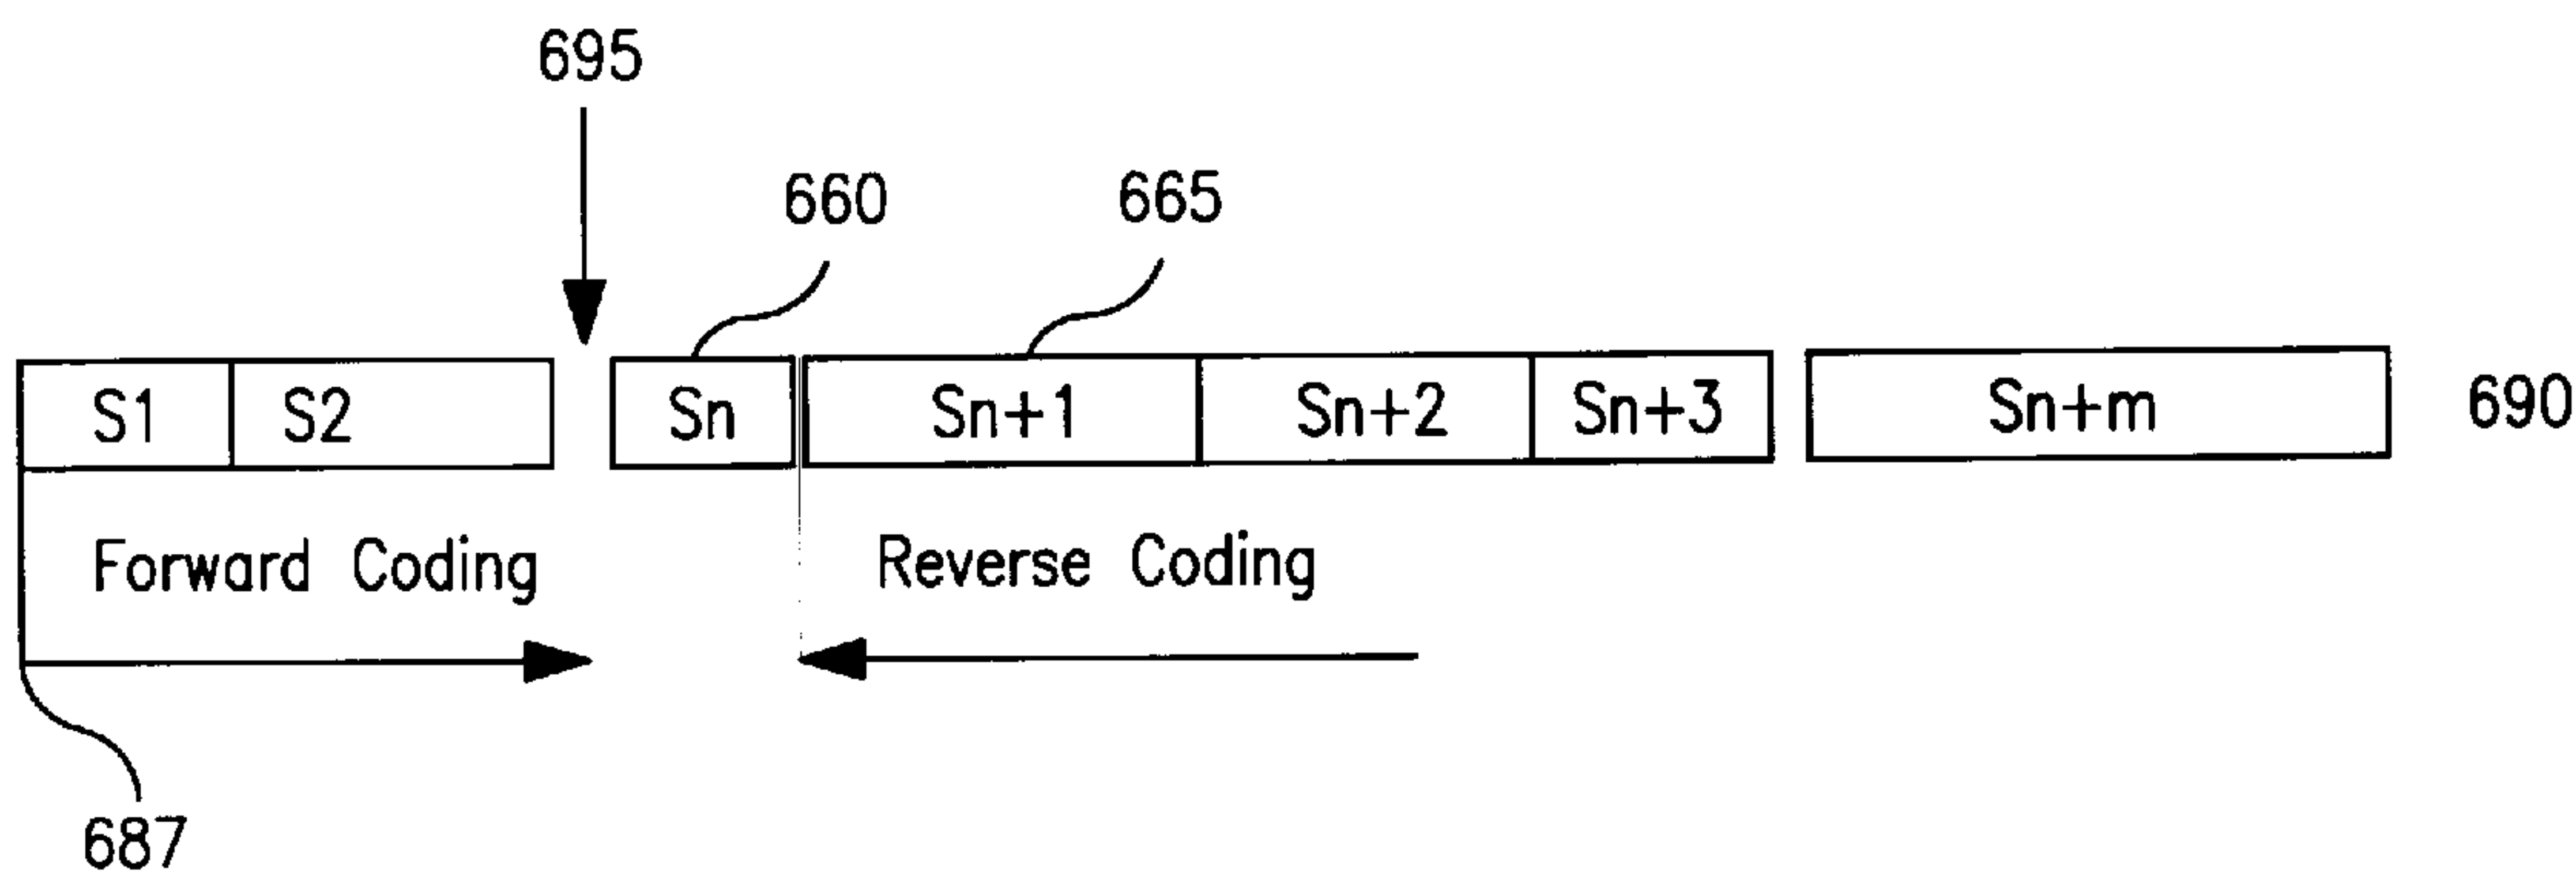 695
660 665
S1 S2 Sn Sn+1 Sn+2 Sn+3 Sn+m 690
Forward Coding Reverse Coding
687